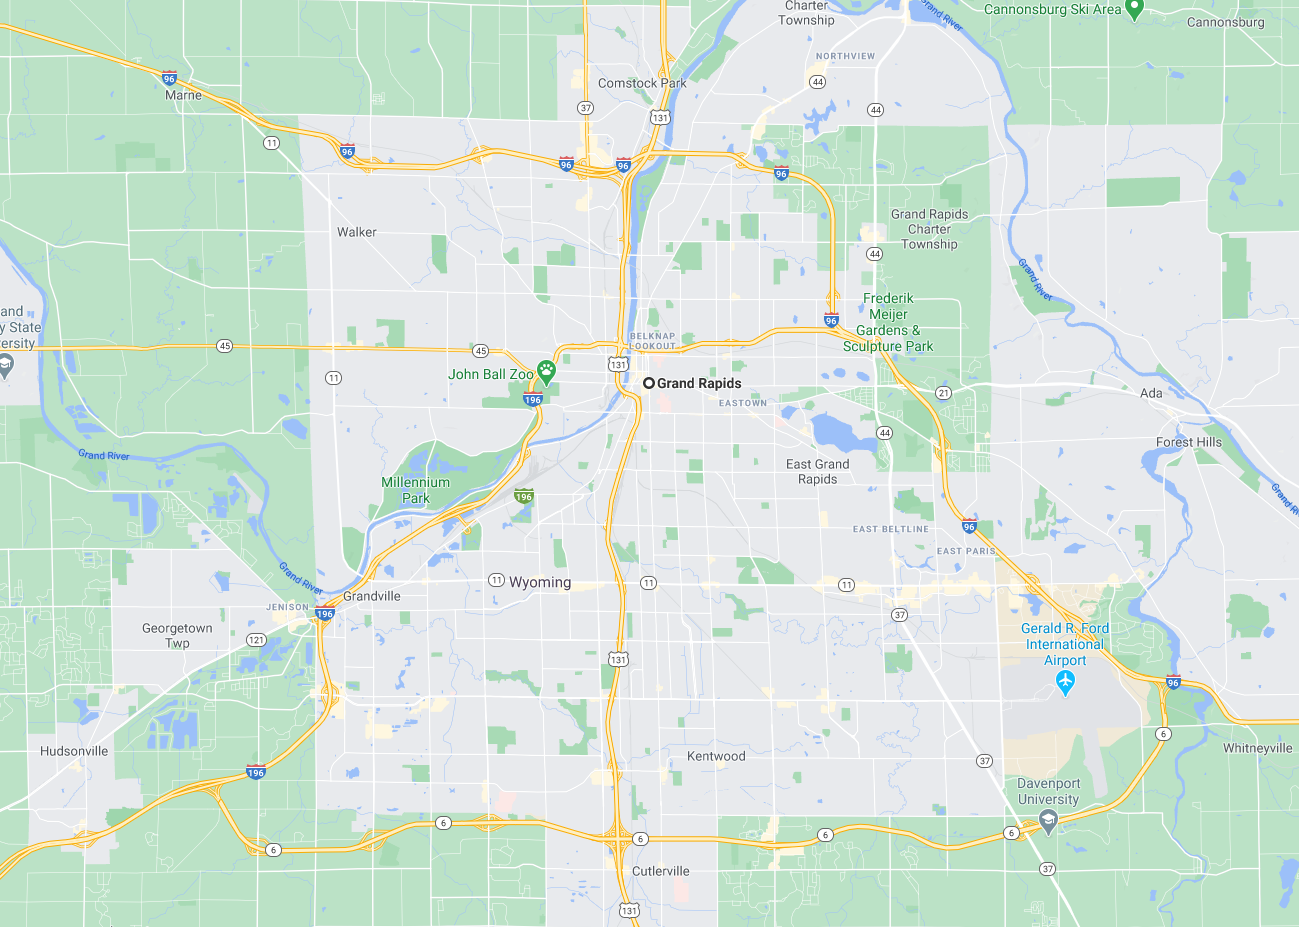 Charter
Township
Grand River
Cannonsburg Ski Area
Cannonsburg
NORTHVIEW
96
Marne
Comstock Park
44
37
44
131
11
96
96
96
96
Walker
Grand Rapids
Charter
Township
44
Grand River
Frederik
Meijer
Gardens &
Sculpture Park
and
y State
ersity
96
45
45
BELKNAP
LOOKOUT
131
John Ball Zoo
11
Grand Rapids
196
EASTOWN
21
Ada
44
Forest Hills
Grand River
East Grand
Rapids
Millennium
Park
196
Grand Ri
EAST BELTLINE
96
EAST PARIS
Grand River
11
Wyoming
11
11
Grandville
JENISON
196
37
Georgetown
Twp
121
Gerald R. Ford
International
Airport
131
96
6
Hudsonville
Kentwood
Whitneyville
37
196
Davenport
University
6
6
6
6
6
Cutlerville
37
131